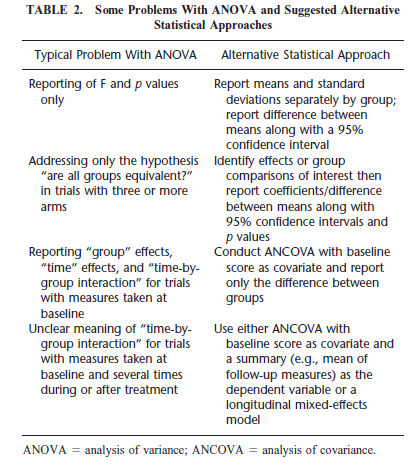 TABLE 2. Some Problems With ANOVA and Suggested Alternative
Statistical Approaches
Typical Problem With ANOVA Alternative Statistical Approach
Reporting of F and p values
only
Report means and standard
deviations separately by group;
report difference between
means along with a 95%
confidence interval
Addressing only the hypothesis
"are all groups equivalent?"
in trials with three or more
arms
Identify effects or group
comparisons of interest then
report coefficients/difference
between means along with
95% confidence intervals and
p values
Reporting "group" effects,
"time" effects, and "time-by-
group interaction" for trials
with measures taken at
baseline
Conduct ANCOVA with baseline
score as covariate and report
only the difference between
groups
Unclear meaning of "time-by-
group interaction" for trials
with measures taken at
baseline and several times
during or after treatment
Use either ANCOVA with
baseline score as covariate and
a summary (e.g., mean of
follow-up measures) as the
dependent variable or a
longitudinal mixed-effects
model
ANOVA = analysis of variance; ANCOVA = analysis of covariance.